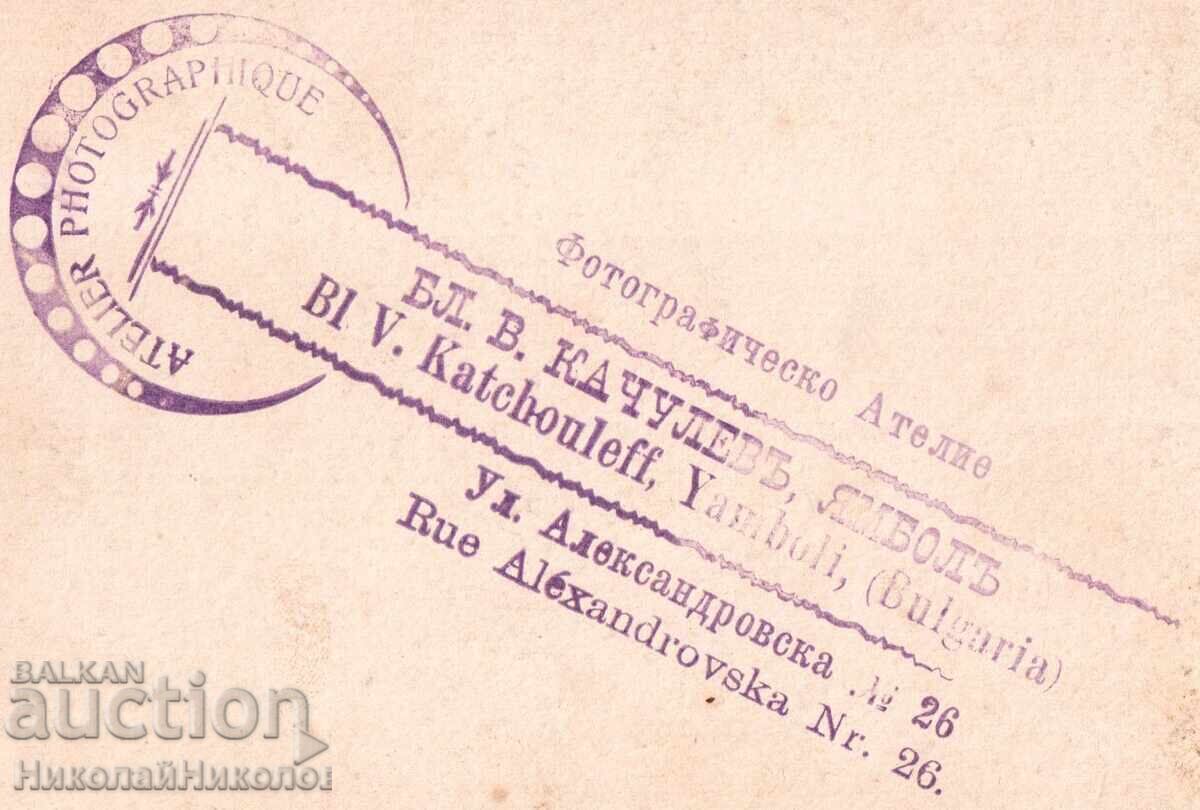 ATELIER PHOTOGRAPHIQUE
Фотографическо Ателие
БЛ. В. КАЧУЛЕВЪ, ЯМБОЛЪ
Bl V. Katchouleff, Yamboli, (Bulgaria)
Ул. Александровска № 26
Rue Aléxandrovska Nr. 26.
BALKAN
auction
НиколайНиколов